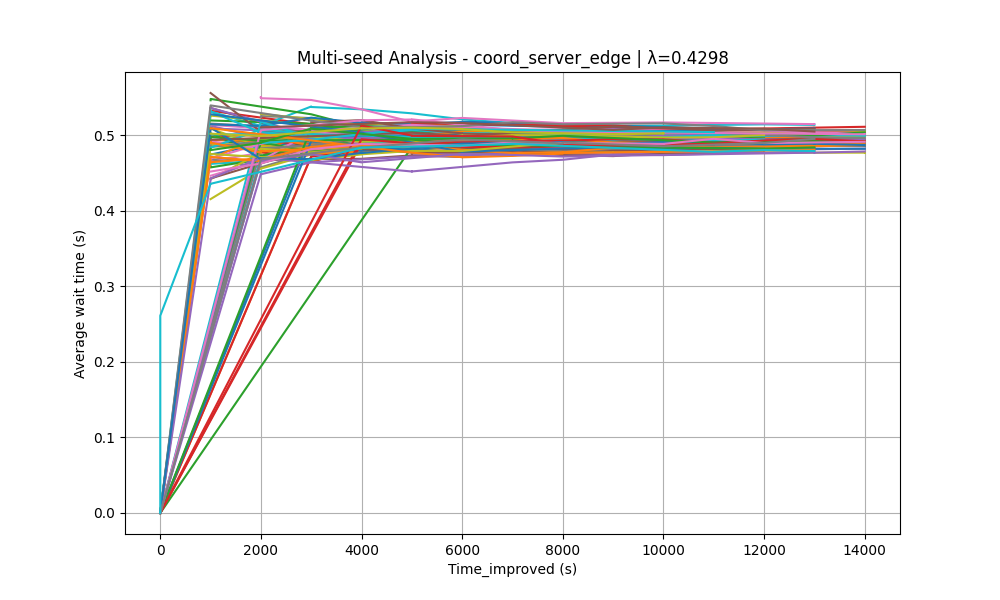 Multi-seed Analysis - coord_server_edge | λ=0.4298
Average wait time (s)
0.5
0.4
0.3
0.2
0.1
0.0
0 2000 4000 6000 8000 10000 12000 14000
Time_improved (s)